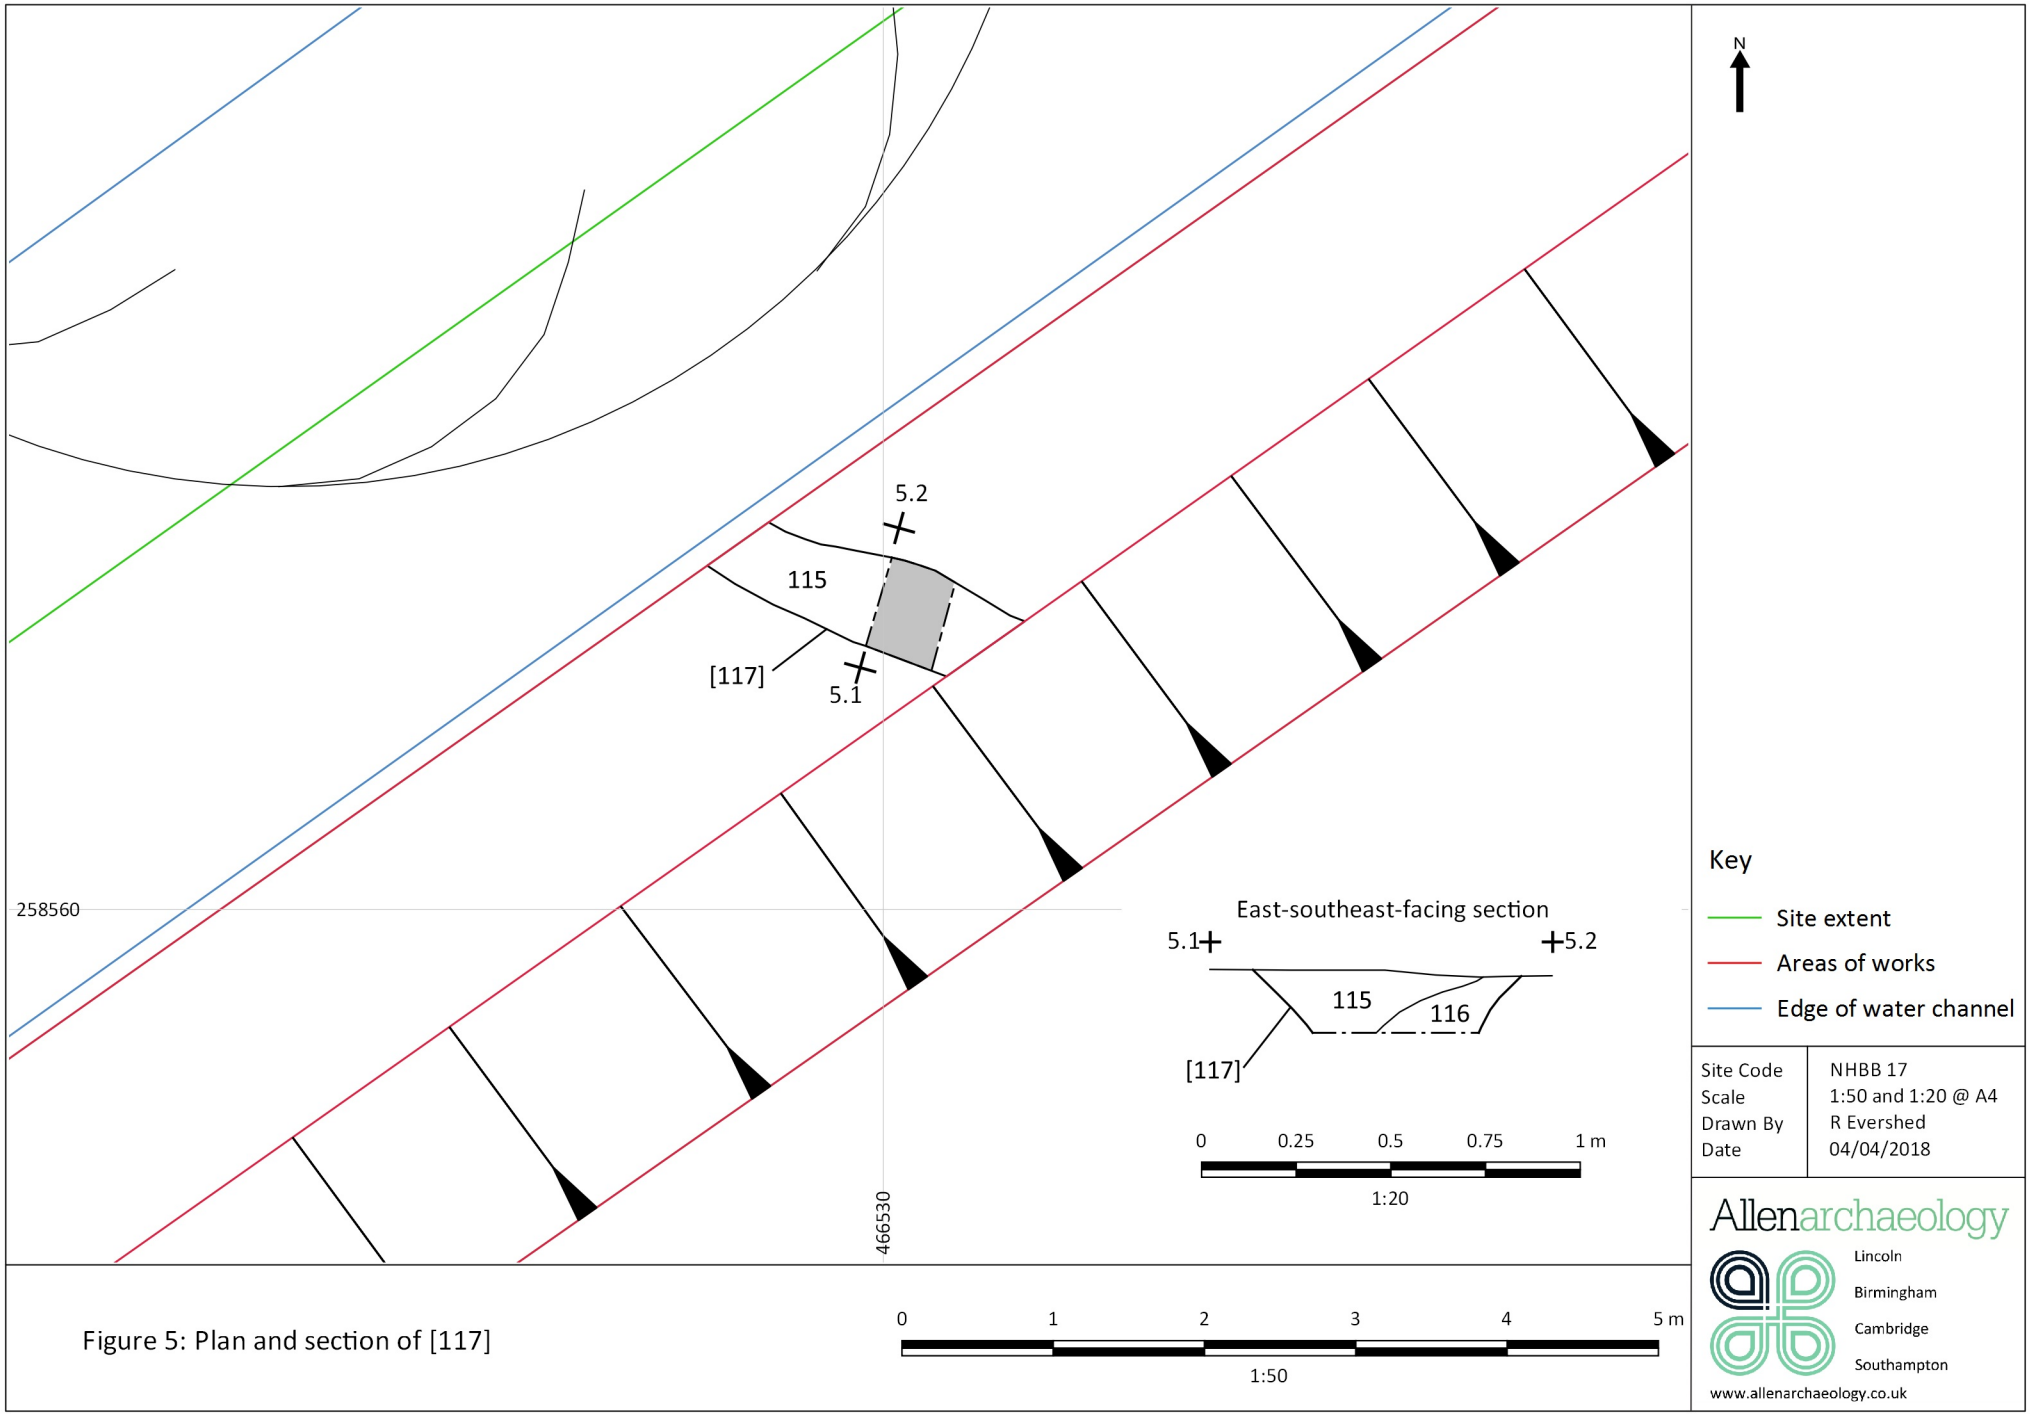 N
5.2
115
[117]
5.1
258560
466530
East-southeast-facing section
5.1
5.2
115
116
[117]
0 0.25 0.5 0.75 1 m
1:20
Key
Site extent
Areas of works
Edge of water channel
Site Code NHBB 17
Scale 1:50 and 1:20 @ A4
Drawn By R Evershed
Date 04/04/2018
Allenarchaeology
Lincoln
Birmingham
Cambridge
Southampton
www.allenarchaeology.co.uk
Figure 5: Plan and section of [117]
0 1 2 3 4 5 m
1:50